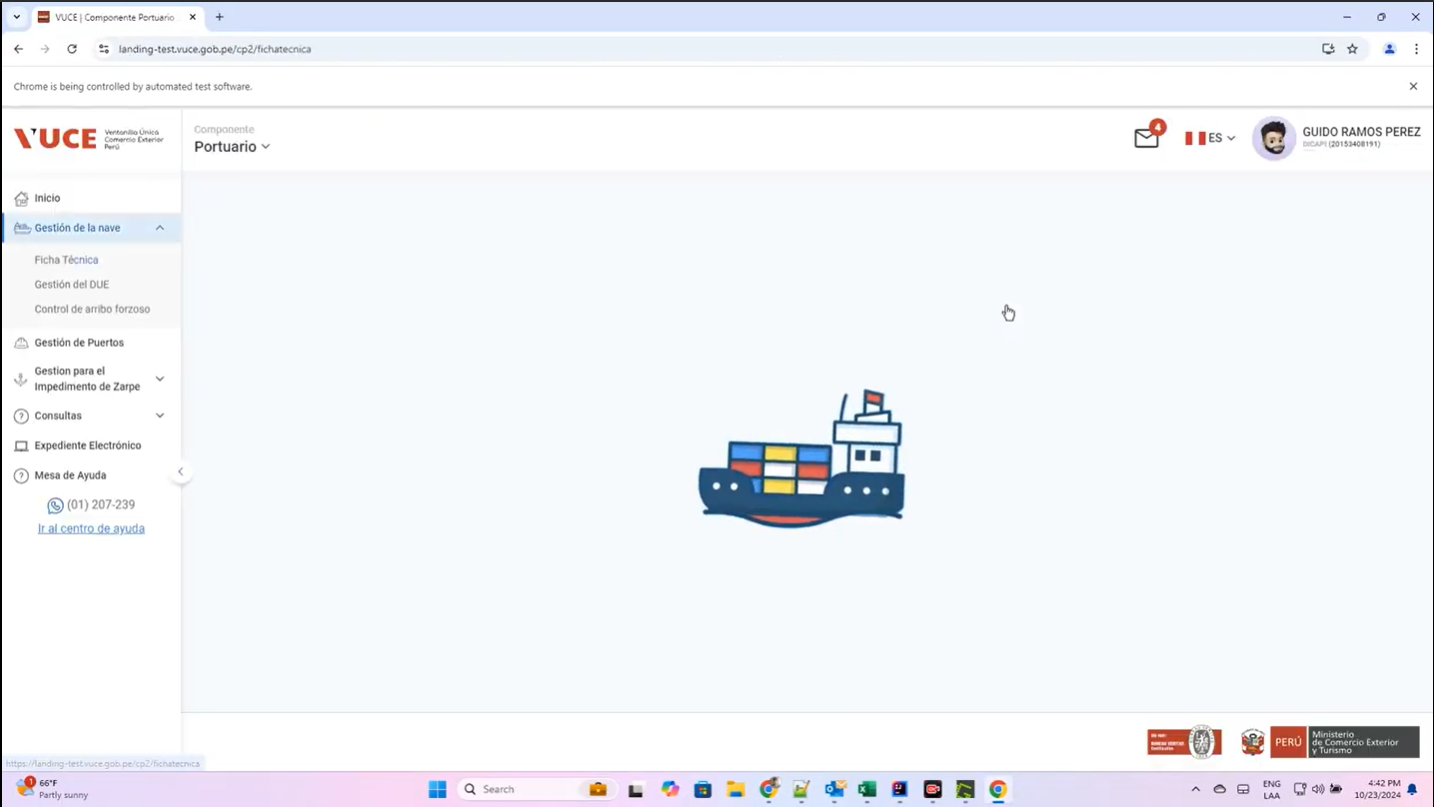 VUCE | Componente Portuario
landing-test.vuce.gob.pe/cp2/fichatecnica
Chrome is being controlled by automated test software.
VUCE
Ventanilla Única
Comercio Exterior
Perú
Componente
Portuario
4
ES
GUIDO RAMOS PEREZ
DICAPI (20153408191)
Inicio
Gestión de la nave
Ficha Técnica
Gestión del DUE
Control de arribo forzoso
Gestión de Puertos
Gestion para el
Impedimento de Zarpe
Consultas
Expediente Electrónico
Mesa de Ayuda
(01) 207-239
Ir al centro de ayuda
PERÚ
Ministerio
de Comercio Exterior
y Turismo
https://landing-test.vuce.gob.pe/cp2/fichatecnica
1
66°F
Partly sunny
Search
ENG
LAA
4:42 PM
10/23/2024